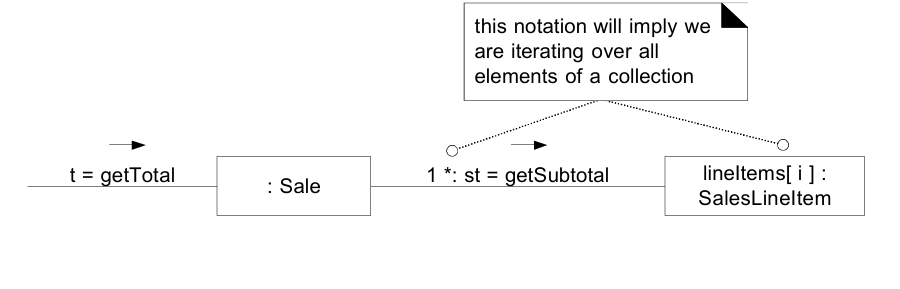 this notation will imply we
are iterating over all
elements of a collection
t = getTotal
: Sale
1 *: st = getSubtotal
lineItems[ i ] :
SalesLineItem